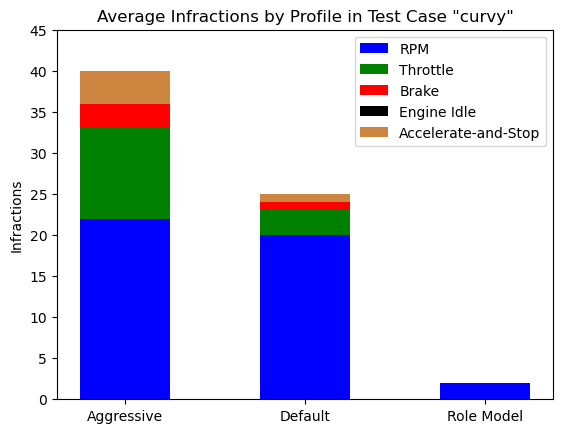 Average Infractions by Profile in Test Case "curvy"
45
40
35
30
25
20
15
10
5
0
Infractions
RPM
Throttle
Brake
Engine Idle
Accelerate-and-Stop
Aggressive
Default
Role Model